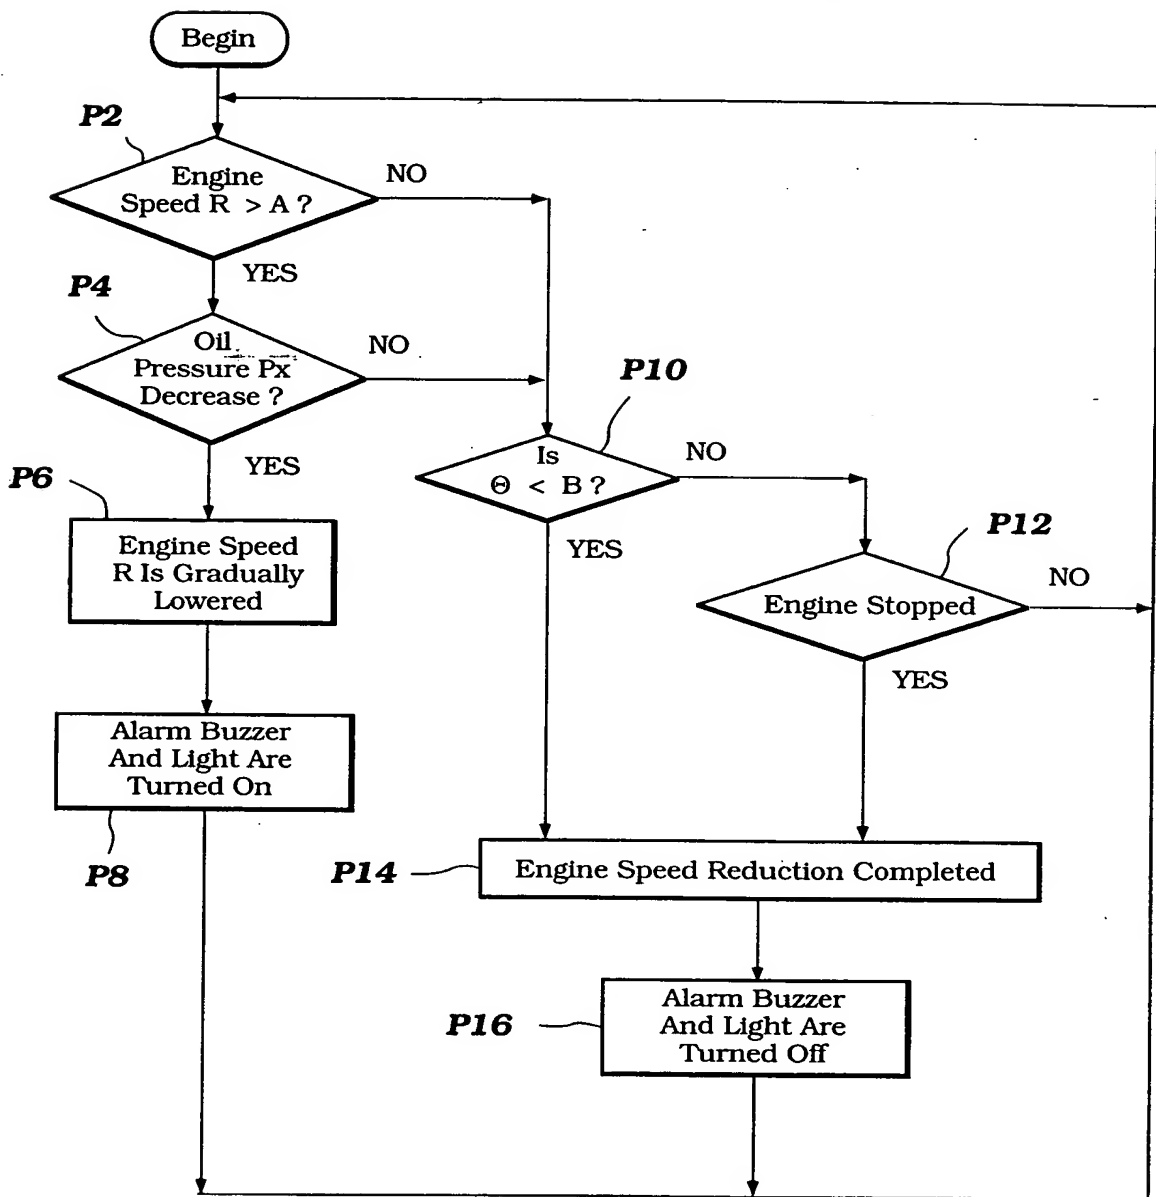 Begin
P2
Engine
Speed R > A ?
NO
YES
P4
Oil
Pressure Px
Decrease ?
NO
YES
P10
Is
Θ < B ?
NO
YES
P6
Engine Speed
R Is Gradually
Lowered
P12
Engine Stopped
NO
YES
Alarm Buzzer
And Light Are
Turned On
P8
P14
Engine Speed Reduction Completed
P16
Alarm Buzzer
And Light Are
Turned Off